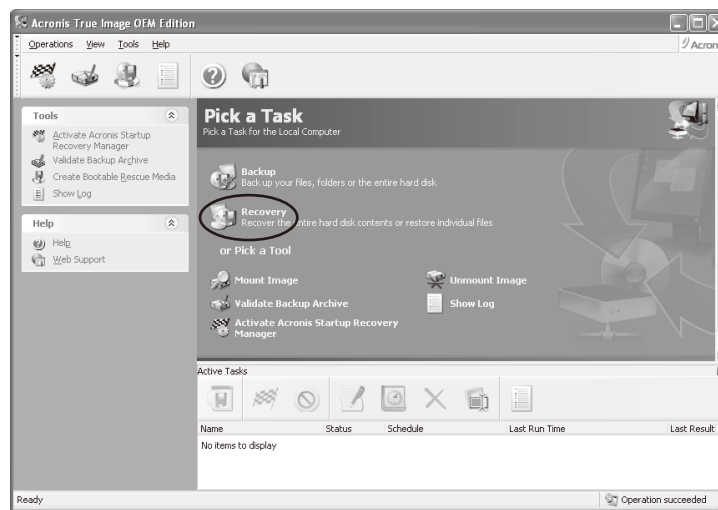 Acronis True Image OEM Edition
Operations View Tools Help
Acron
Tools
Activate Acronis Startup
Recovery Manager
Validate Backup Archive
Create Bootable Rescue Media
Show Log
Help
Help
Web Support
Pick a Task
Pick a Task for the Local Computer
Backup
Back up your files, folders or the entire hard disk
Recovery
Recover the entire hard disk contents or restore individual files
or Pick a Tool
Mount Image
Unmount Image
Validate Backup Archive
Show Log
Activate Acronis Startup Recovery
Manager
Active Tasks
Name Status Schedule Last Run Time Last Result
No items to display
Ready
Operation succeeded